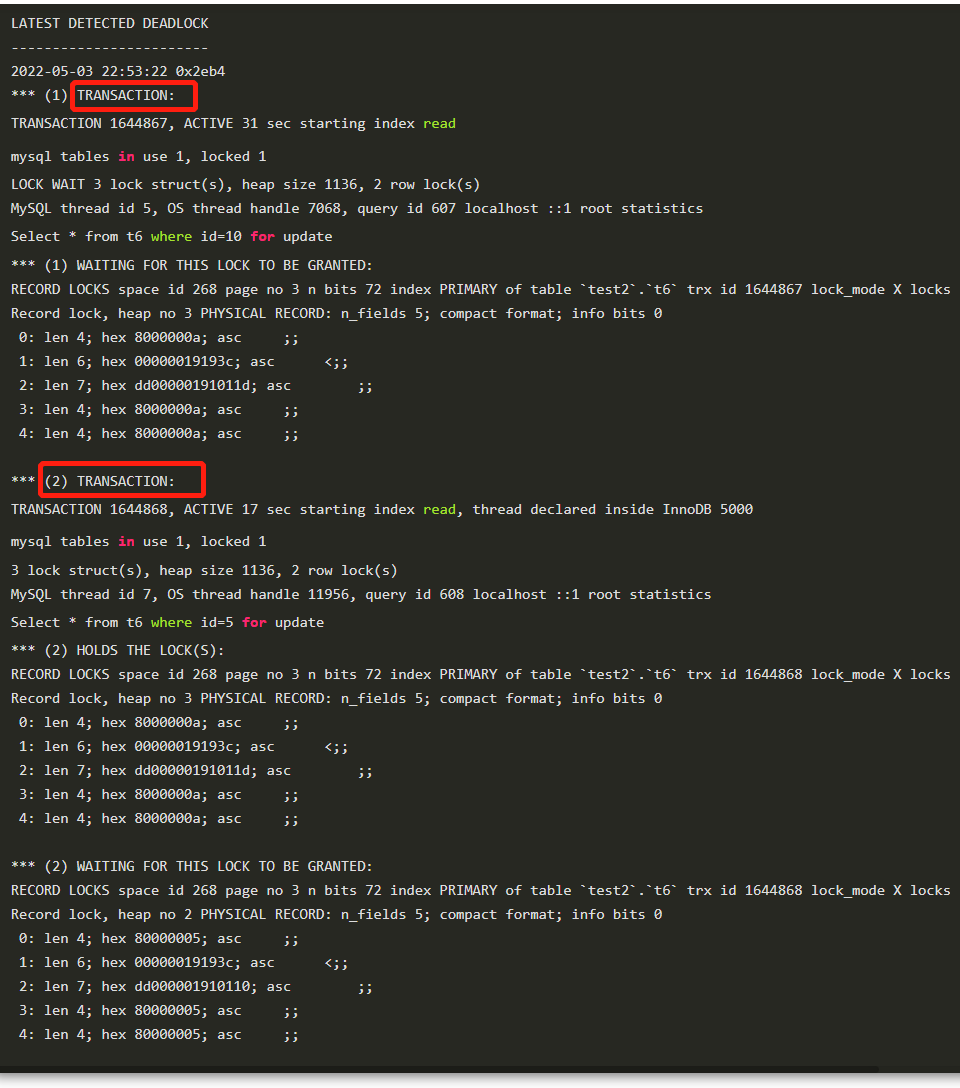 LATEST DETECTED DEADLOCK
------------------------
2022-05-03 22:53:22 0x2eb4
*** (1) TRANSACTION:
TRANSACTION 1644867, ACTIVE 31 sec starting index read
mysql tables in use 1, locked 1
LOCK WAIT 3 lock struct(s), heap size 1136, 2 row lock(s)
MySQL thread id 5, OS thread handle 7068, query id 607 localhost ::1 root statistics
Select * from t6 where id=10 for update
*** (1) WAITING FOR THIS LOCK TO BE GRANTED:
RECORD LOCKS space id 268 page no 3 n bits 72 index PRIMARY of table `test2`.`t6` trx id 1644867 lock_mode X locks
Record lock, heap no 3 PHYSICAL RECORD: n_fields 5; compact format; info bits 0
 0: len 4; hex 8000000a; asc     ;;
 1: len 6; hex 00000019193c; asc      <;;
 2: len 7; hex dd00000191011d; asc        ;;
 3: len 4; hex 8000000a; asc     ;;
 4: len 4; hex 8000000a; asc     ;;
*** (2) TRANSACTION:
TRANSACTION 1644868, ACTIVE 17 sec starting index read, thread declared inside InnoDB 5000
mysql tables in use 1, locked 1
3 lock struct(s), heap size 1136, 2 row lock(s)
MySQL thread id 7, OS thread handle 11956, query id 608 localhost ::1 root statistics
Select * from t6 where id=5 for update
*** (2) HOLDS THE LOCK(S):
RECORD LOCKS space id 268 page no 3 n bits 72 index PRIMARY of table `test2`.`t6` trx id 1644868 lock_mode X locks
Record lock, heap no 3 PHYSICAL RECORD: n_fields 5; compact format; info bits 0
 0: len 4; hex 8000000a; asc     ;;
 1: len 6; hex 00000019193c; asc      <;;
 2: len 7; hex dd00000191011d; asc        ;;
 3: len 4; hex 8000000a; asc     ;;
 4: len 4; hex 8000000a; asc     ;;
*** (2) WAITING FOR THIS LOCK TO BE GRANTED:
RECORD LOCKS space id 268 page no 3 n bits 72 index PRIMARY of table `test2`.`t6` trx id 1644868 lock_mode X locks
Record lock, heap no 2 PHYSICAL RECORD: n_fields 5; compact format; info bits 0
 0: len 4; hex 80000005; asc     ;;
 1: len 6; hex 00000019193c; asc      <;;
 2: len 7; hex dd000001910110; asc        ;;
 3: len 4; hex 80000005; asc     ;;
 4: len 4; hex 80000005; asc     ;;